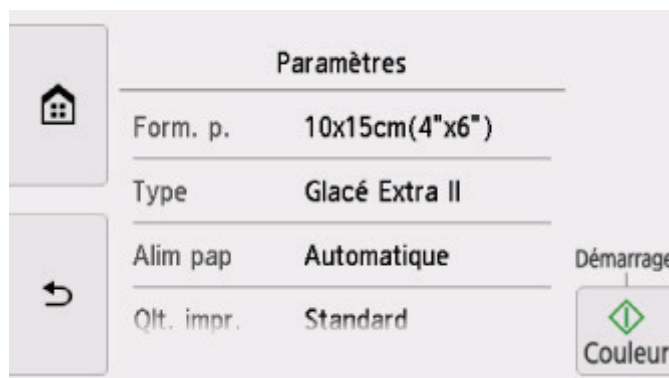 Paramètres
Form. p. 10x15cm(4"x6")
Type Glacé Extra II
Alim pap Automatique
Qlt. impr. Standard
Démarrage
Couleur